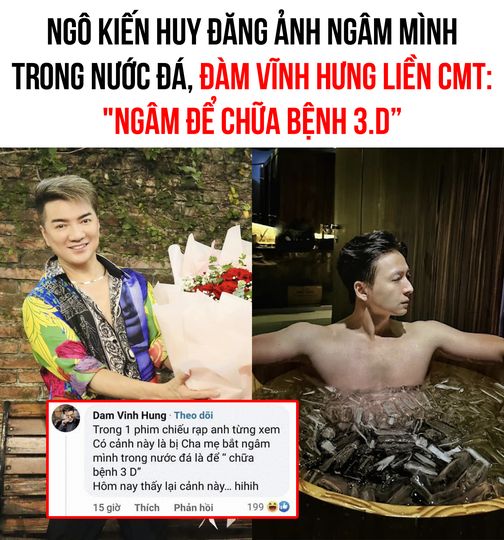 NGÔ KIẾN HUY ĐĂNG ẢNH NGÂM MÌNH
TRONG NƯỚC ĐÁ, ĐÀM VĨNH HƯNG LIỀN CMT:
"NGÂM ĐỂ CHỮA BỆNH 3.D”
Dam Vinh Hung · Theo dõi
Trong 1 phim chiếu rạp anh từng xem
Có cảnh này là bị Cha mẹ bắt ngâm
mình trong nước đá là để “ chữa
bệnh 3 D“
Hôm nay thấy lại cảnh này... hihih
15 giờ Thích Phản hồi 199